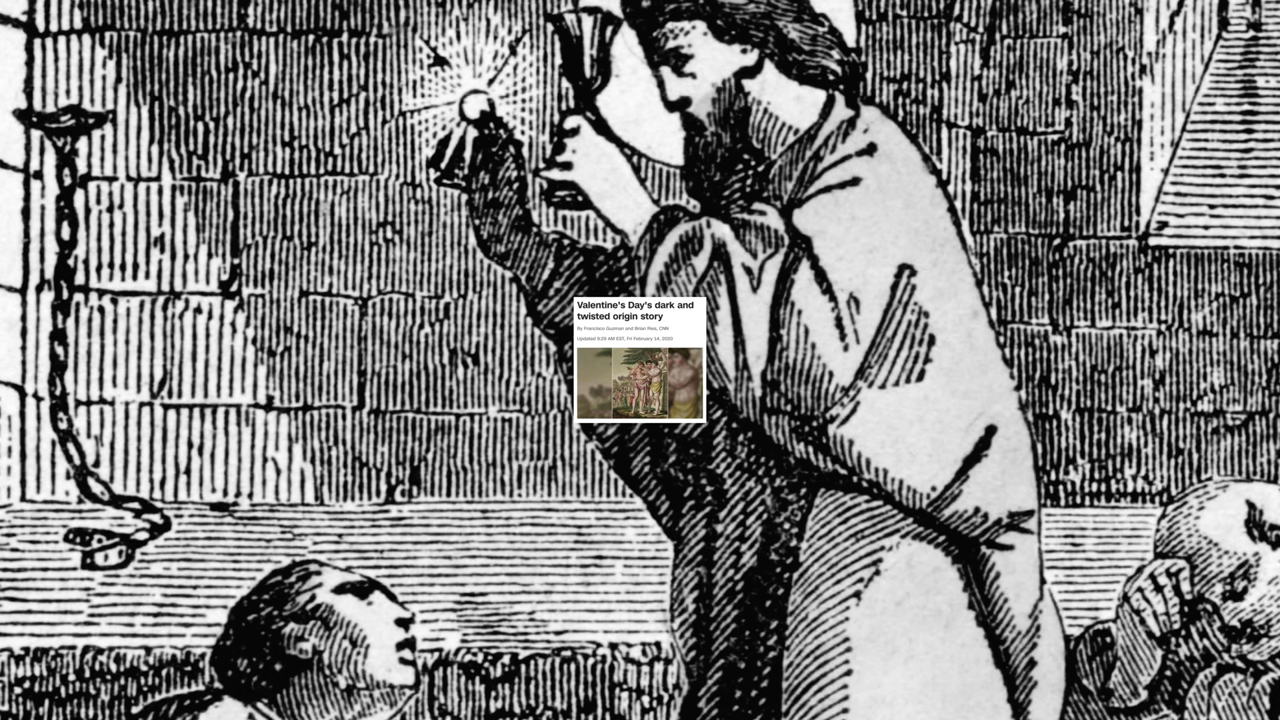 Valentine's Day's dark and
twisted origin story
By Francisco Guzman and Brian Ries, CNN
Updated 9:29 AM EST, Fri February 14, 2020